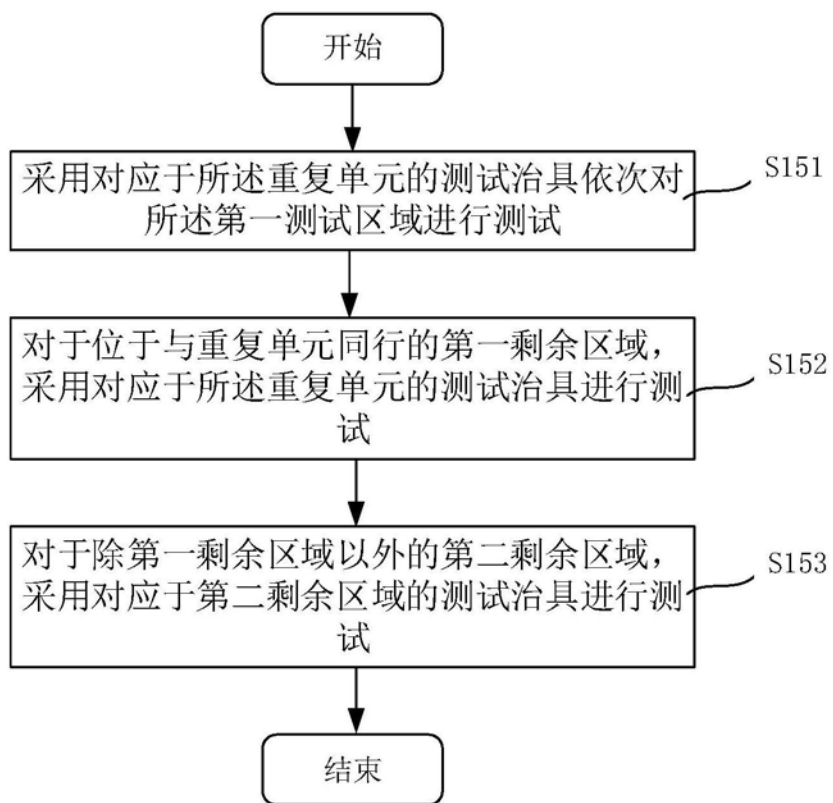 开始
采用对应于所述重复单元的测试治具依次对
所述第一测试区域进行测试
S151
对于位于与重复单元同行的第一剩余区域,
采用对应于所述重复单元的测试治具进行测
试
S152
对于除第一剩余区域以外的第二剩余区域,
采用对应于第二剩余区域的测试治具进行测
试
S153
结束